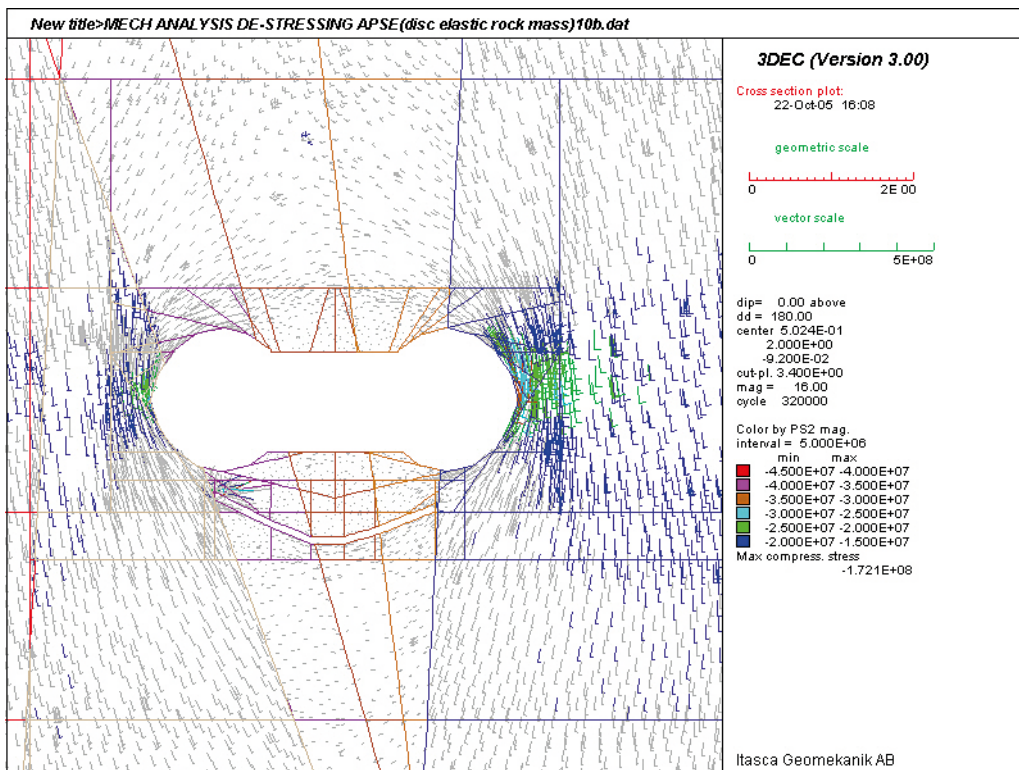 New title>MECH ANALYSIS DE-STRESSING APSE(disc elastic rock mass)10b.dat
3DEC (Version 3.00)
Cross section plot:
22-Oct-05 16:08
geometric scale
0 2E 00
vector scale
0 5E+08
dip= 0.00 above
dd = 180.00
center 5.024E-01
2.000E+00
-9.200E-02
cut-pl. 3.400E+00
mag = 16.00
cycle 320000
Color by PS2 mag.
interval = 5.000E+06
min max
-4.500E+07 -4.000E+07
-4.000E+07 -3.500E+07
-3.500E+07 -3.000E+07
-3.000E+07 -2.500E+07
-2.500E+07 -2.000E+07
-2.000E+07 -1.500E+07
Max compress. stress
-1.721E+08
Itasca Geomekanik AB